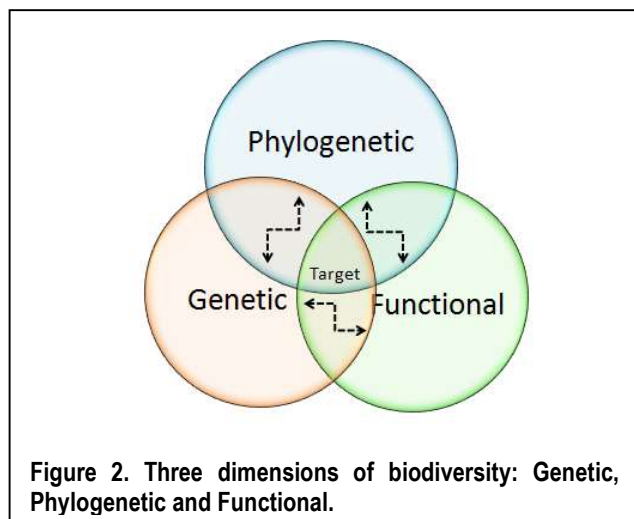 Phylogenetic
Target
Genetic
Functional
Figure 2. Three dimensions of biodiversity: Genetic,
Phylogenetic and Functional.